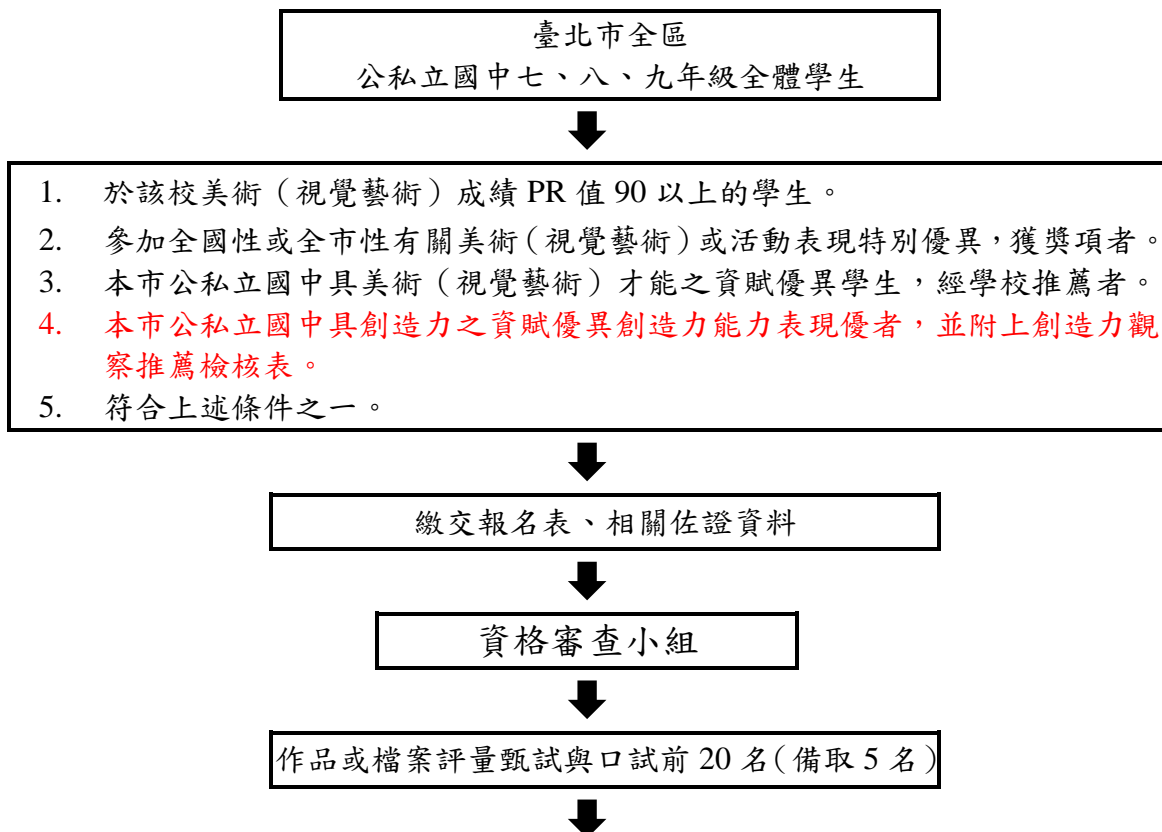 臺北市全區
公私立國中七、八、九年級全體學生
1. 於該校美術（視覺藝術）成績 PR 值 90 以上的學生。
2. 參加全國性或全市性有關美術(視覺藝術)或活動表現特別優異，獲獎項者。
3. 本市公私立國中具美術（視覺藝術）才能之資賦優異學生，經學校推薦者。
4. 本市公私立國中具創造力之資賦優異創造力能力表現優者，並附上創造力觀
察推薦檢核表。
5. 符合上述條件之一。
繳交報名表、相關佐證資料
資格審查小組
作品或檔案評量甄試與口試前 20 名(備取 5 名)